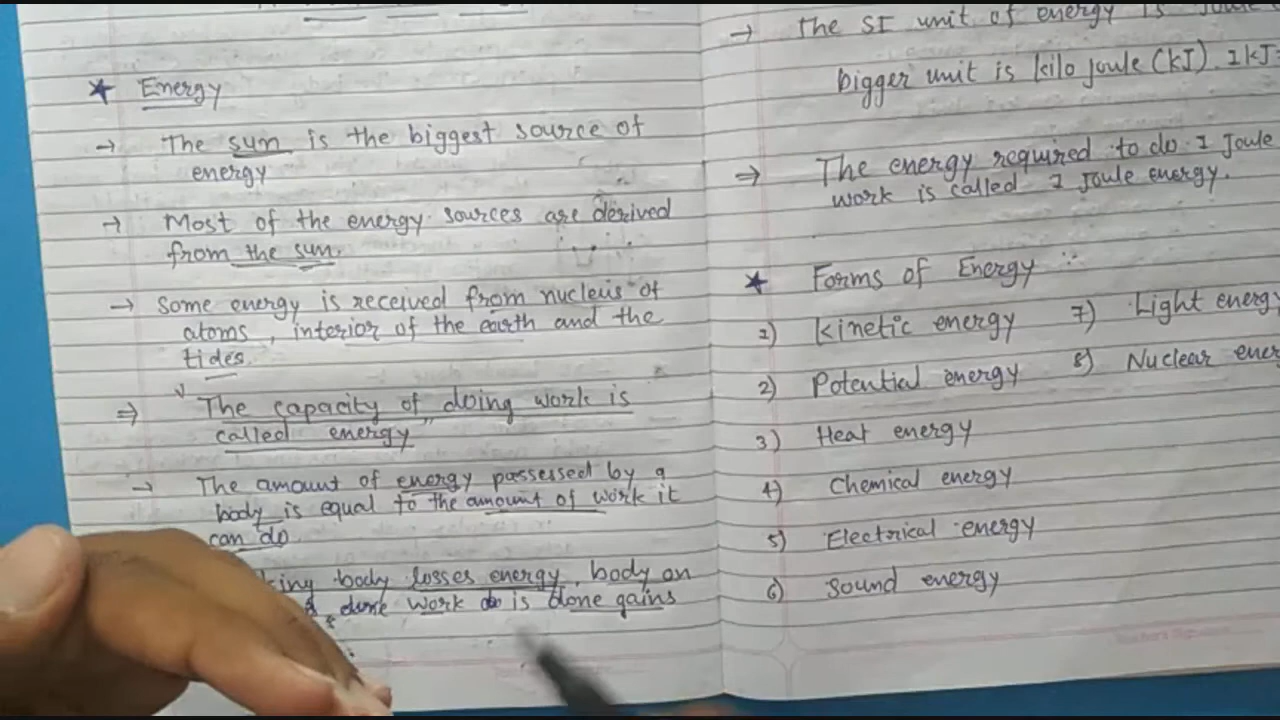 * Energy
→ The sum is the biggest source of
energy
→ Most of the energy sources are derived
from the sum.
→ Some energy is received from nucleus of
atoms, interior of the earth and the
tides.
⇒ The capacity of doing work is
called energy"
→ The amount of energy possessed by a
body is equal to the amount of work it
can do
body losses energy, body on
work is done gains
→ The SI unit of energy is Joule
bigger unit is kilo joule (kJ). 1kJ
⇒ The energy required to do 1 Joule
work is called 1 Joule energy.
* Forms of Energy :-
1) Kinetic energy 7) Light energy
2) Potential energy 8) Nuclear ener
3) Heat energy
4) Chemical energy
5) Electrical energy
6) Sound energy